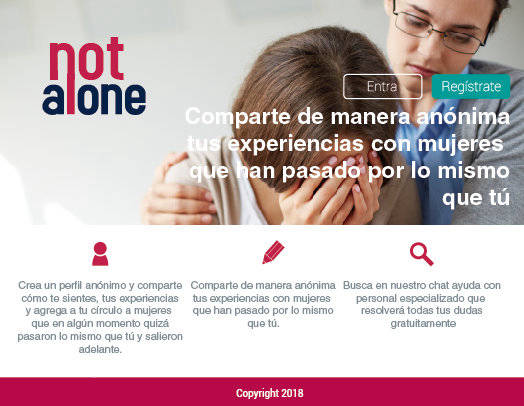 not
alone
Entra
Regístrate
Comparte de manera anónima
tus experiencias con mujeres
que han pasado por lo mismo
que tú
Crea un perfil anónimo y comparte
cómo te sientes, tus experiencias
y agrega a tu círculo a mujeres
que en algún momento quizá
pasaron lo mismo que tú y salieron
adelante.
Comparte de manera anónima
tus experiencias con mujeres
que han pasado por lo mismo
que tú.
Busca en nuestro chat ayuda con
personal especializado que
resolverá todas tus dudas
gratuitamente
Copyright 2018